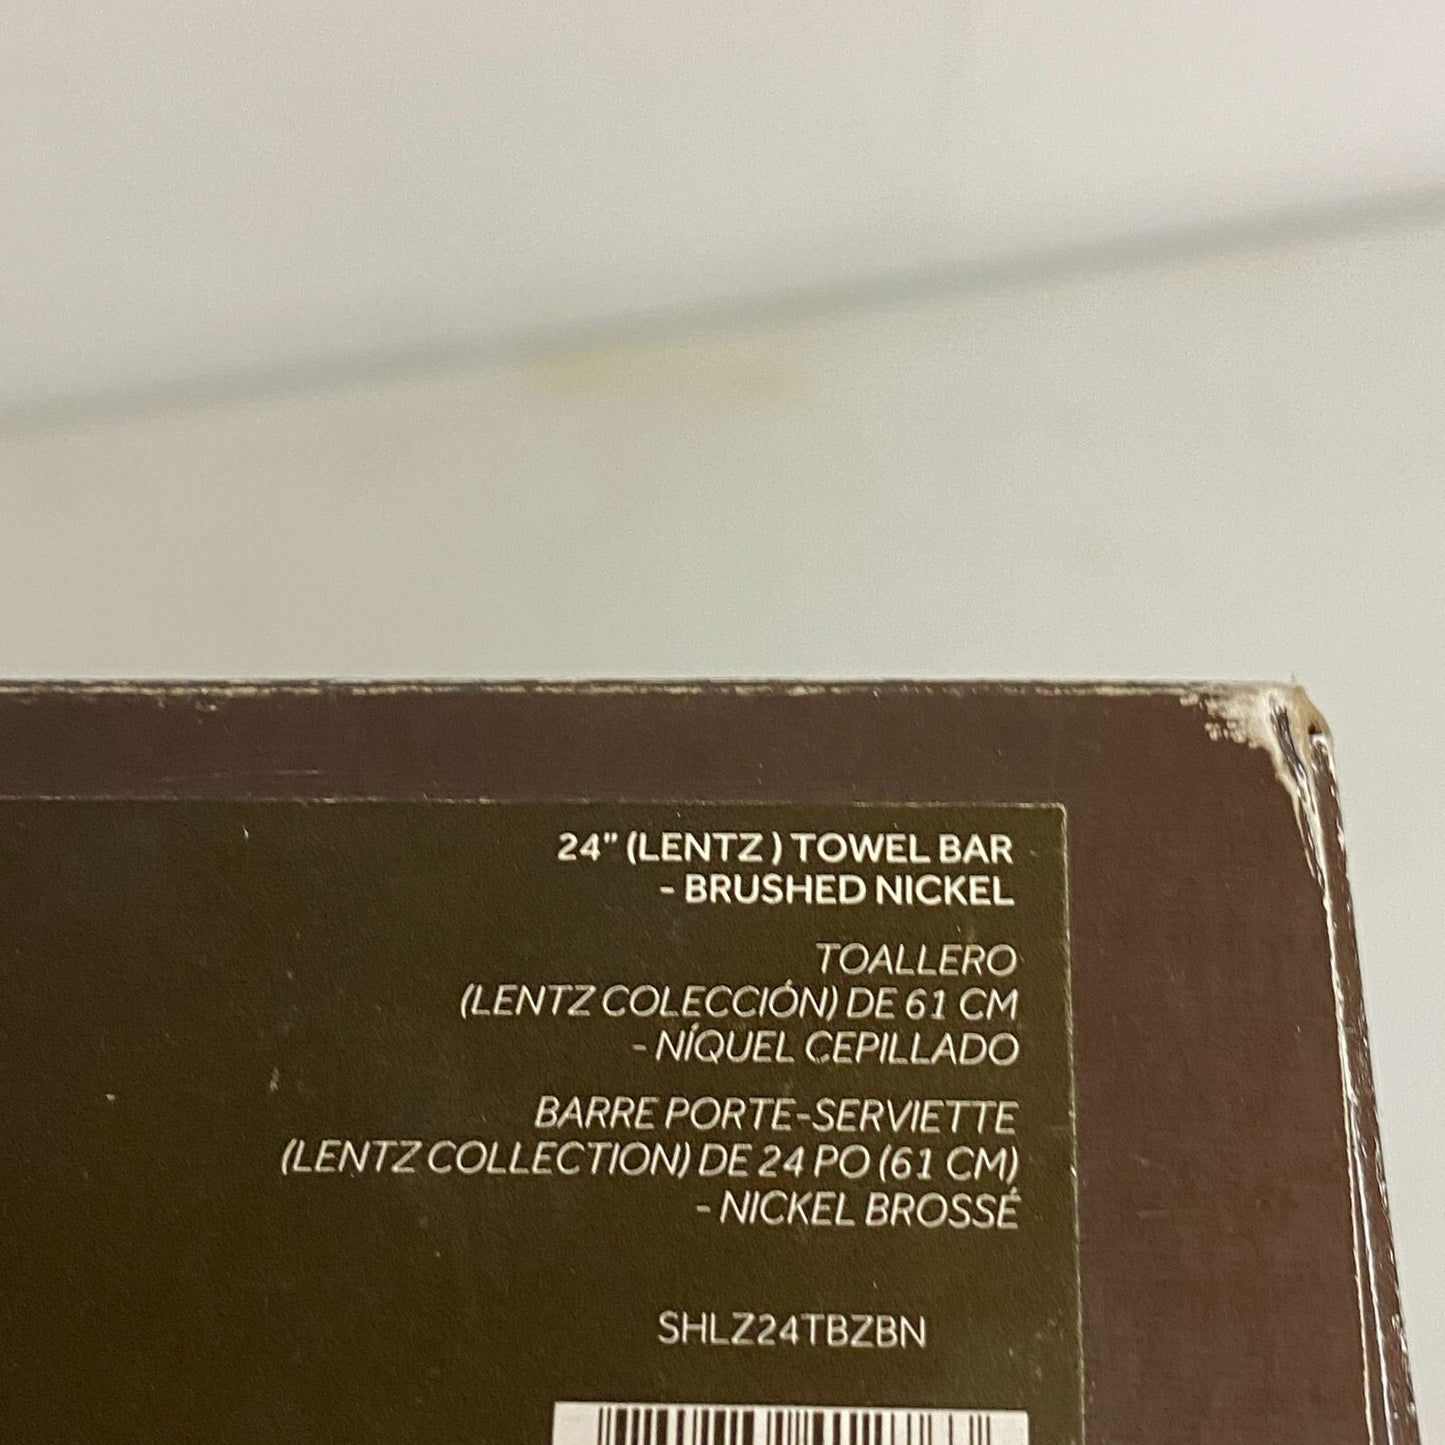 24" (LENTZ ) TOWEL BAR
- BRUSHED NICKEL
TOALLERO
(LENTZ COLECCIÓN) DE 61 CM
- NÍQUEL CEPILLADO
BARRE PORTE-SERVIETTE
(LENTZ COLLECTION) DE 24 PO (61 CM)
- NICKEL BROSSÉ
SHLZ24TBZBN